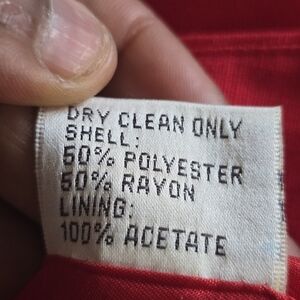 DRY CLEAN ONLY
SHELL:
50% POLYESTER
50% RAYON
LINING:
100% ACETATE